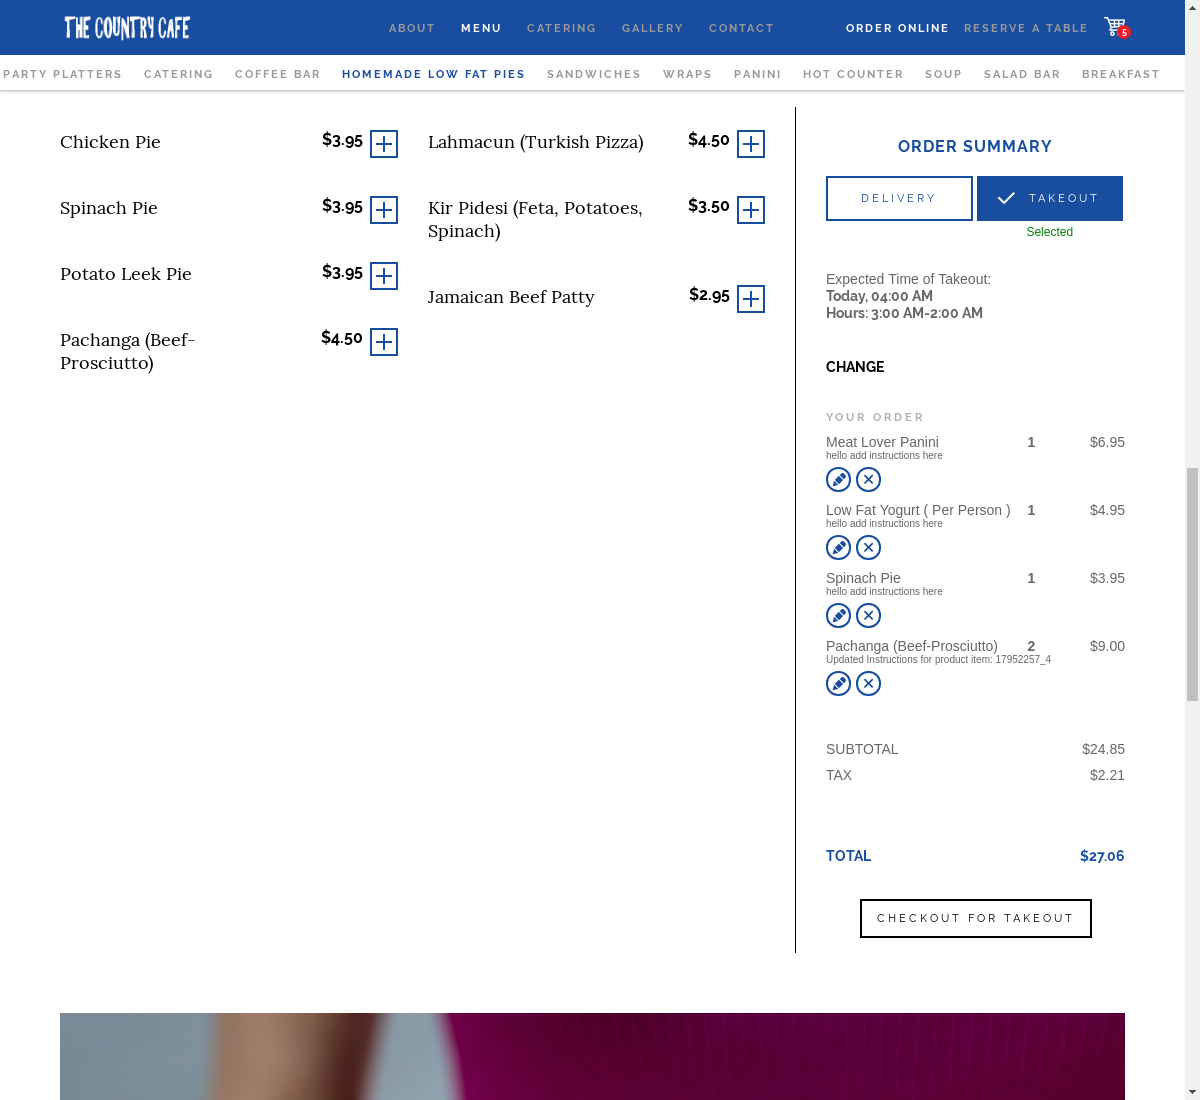 THE COUNTRY CAFE
ABOUT MENU CATERING GALLERY CONTACT ORDER ONLINE RESERVE A TABLE 5
PARTY PLATTERS CATERING COFFEE BAR HOMEMADE LOW FAT PIES SANDWICHES WRAPS PANINI HOT COUNTER SOUP SALAD BAR BREAKFAST
Chicken Pie $3.95
Spinach Pie $3.95
Potato Leek Pie $3.95
Pachanga (Beef- $4.50
Prosciutto)
Lahmacun (Turkish Pizza) $4.50
Kir Pidesi (Feta, Potatoes, $3.50
Spinach)
Jamaican Beef Patty $2.95
ORDER SUMMARY
DELIVERY TAKEOUT
Selected
Expected Time of Takeout:
Today, 04:00 AM
Hours: 3:00 AM-2:00 AM
CHANGE
YOUR ORDER
Meat Lover Panini 1 $6.95
hello add instructions here
Low Fat Yogurt ( Per Person ) 1 $4.95
hello add instructions here
Spinach Pie 1 $3.95
hello add instructions here
Pachanga (Beef-Prosciutto) 2 $9.00
Updated Instructions for product item: 17952257_4
SUBTOTAL $24.85
TAX $2.21
TOTAL $27.06
CHECKOUT FOR TAKEOUT